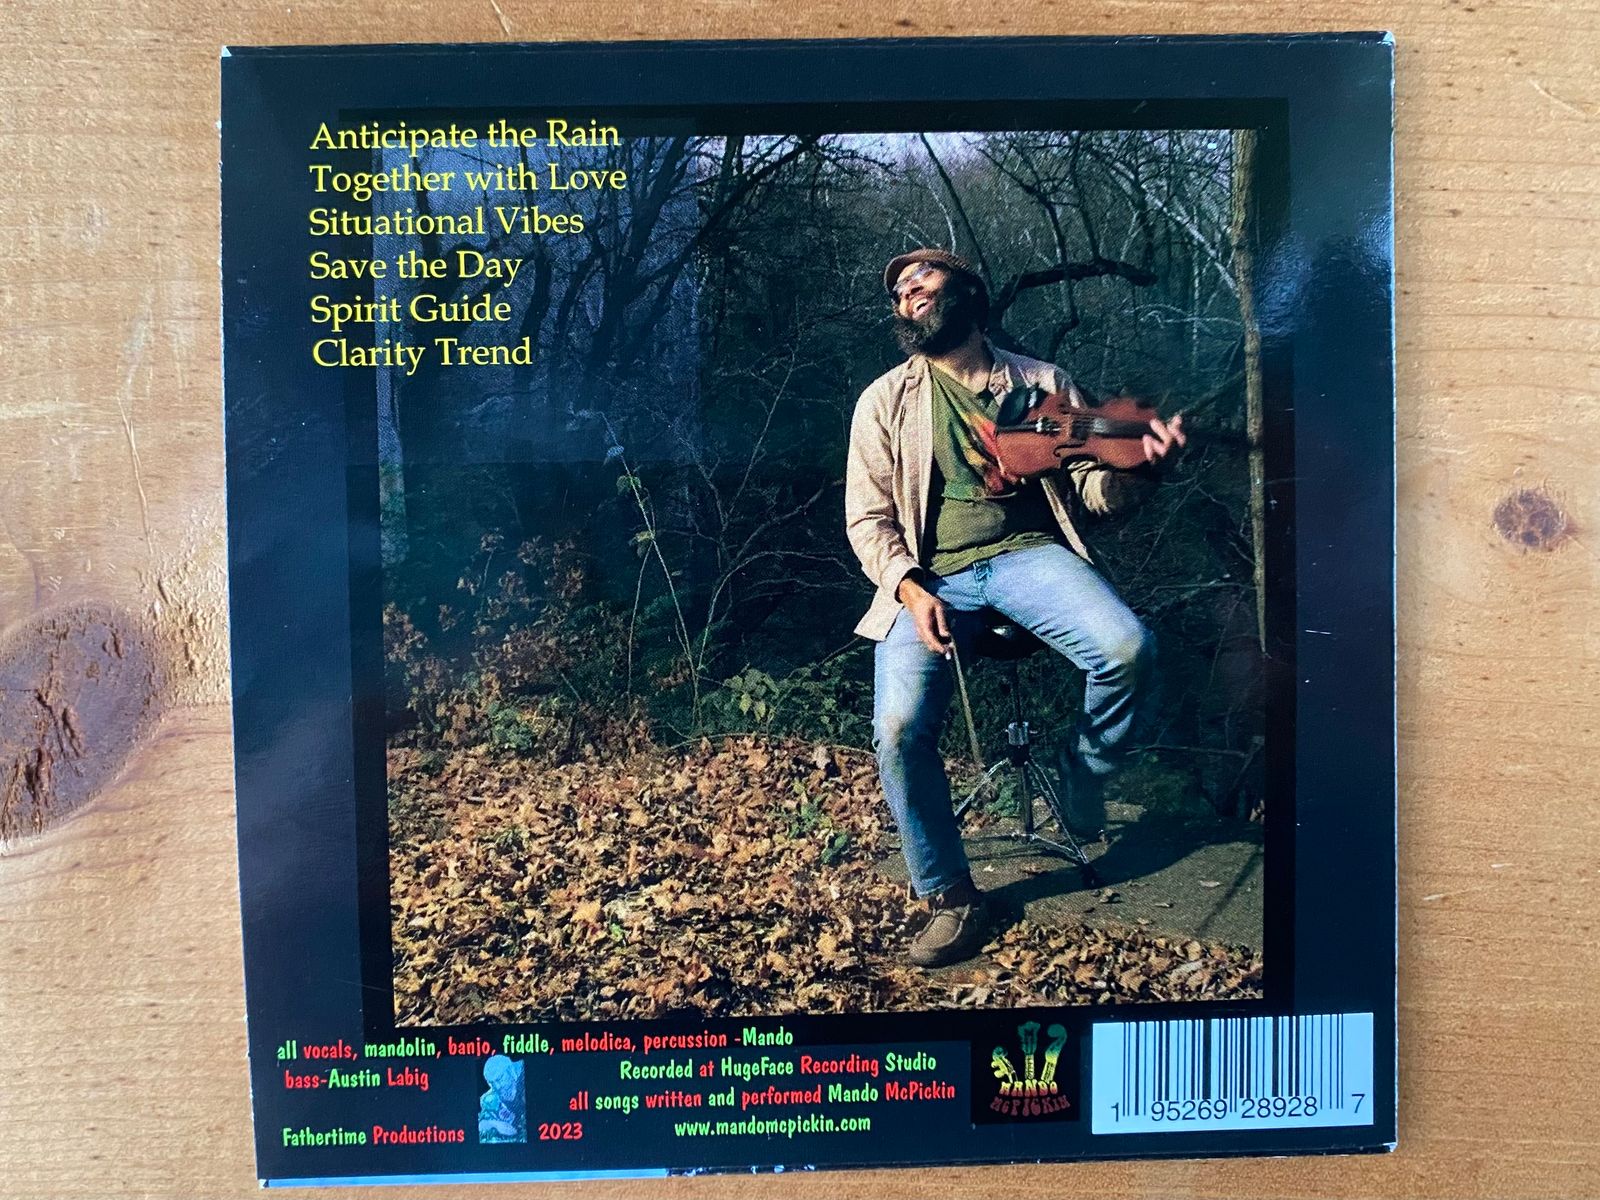 Anticipate the Rain
Together with Love
Situational Vibes
Save the Day
Spirit Guide
Clarity Trend
all vocals, mandolin, banjo, fiddle, melodica, percussion -Mando
bass-Austin Labig
Recorded at HugeFace Recording Studio
all songs written and performed Mando McPickin
Fathertime Productions
2023
www.mandomcpickin.com
MANDO
MCPICKIN
1 95269 28928 7